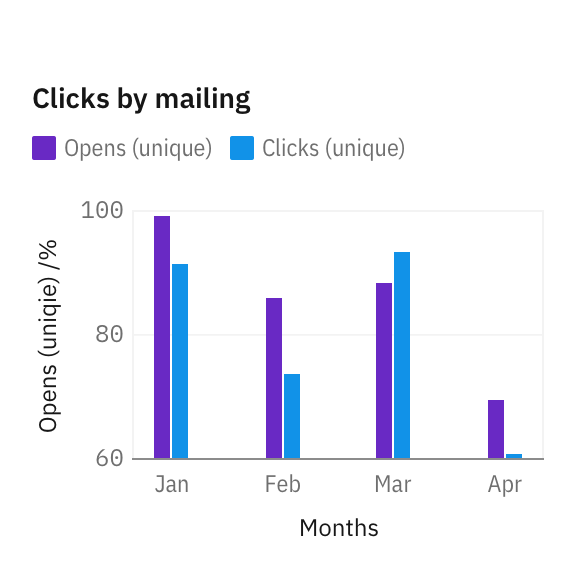 Clicks by mailing
Opens (unique) Clicks (unique)
Opens (uniqie) /%
100
80
60
Jan Feb Mar Apr
Months